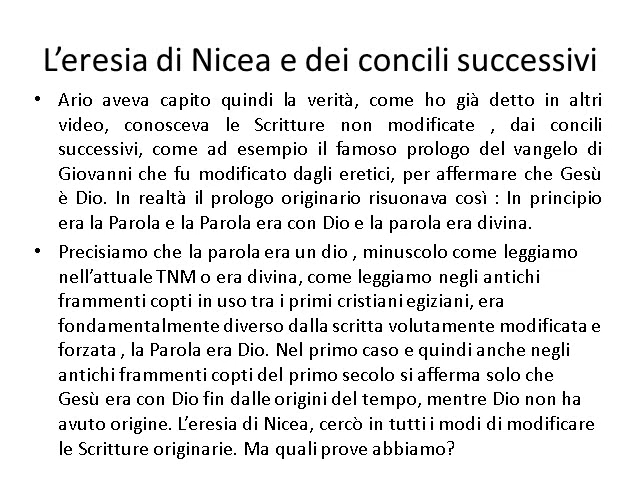 L’eresia di Nicea e dei concili successivi
• Ario aveva capito quindi la verità, come ho già detto in altri
video, conosceva le Scritture non modificate , dai concili
successivi, come ad esempio il famoso prologo del vangelo di
Giovanni che fu modificato dagli eretici, per affermare che Gesù
è Dio. In realtà il prologo originario risuonava così : In principio
era la Parola e la Parola era con Dio e la parola era divina.
• Precisiamo che la parola era un dio , minuscolo come leggiamo
nell’attuale TNM o era divina, come leggiamo negli antichi
frammenti copti in uso tra i primi cristiani egiziani, era
fondamentalmente diverso dalla scritta volutamente modificata e
forzata , la Parola era Dio. Nel primo caso e quindi anche negli
antichi frammenti copti del primo secolo si afferma solo che
Gesù era con Dio fin dalle origini del tempo, mentre Dio non ha
avuto origine. L’eresia di Nicea, cercò in tutti i modi di modificare
le Scritture originarie. Ma quali prove abbiamo?